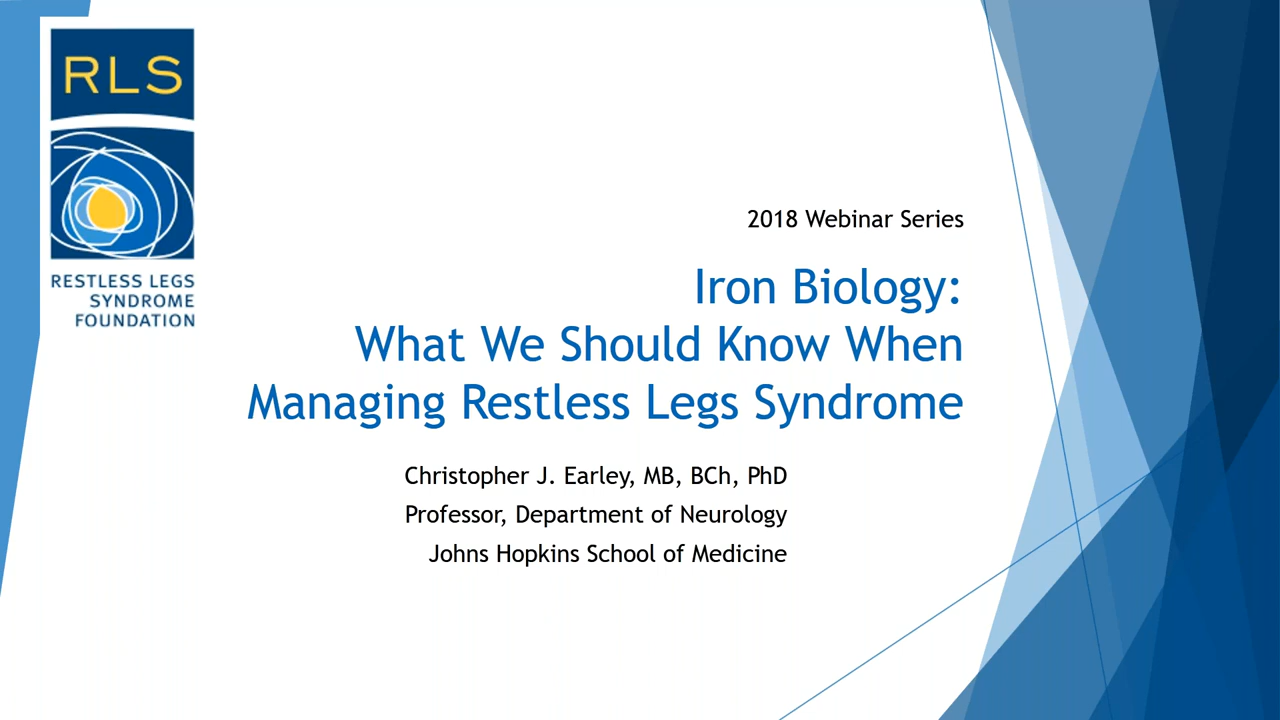 RLS
RESTLESS LEGS
SYNDROME
FOUNDATION
2018 Webinar Series
Iron Biology:
What We Should Know When
Managing Restless Legs Syndrome
Christopher J. Earley, MB, BCh, PhD
Professor, Department of Neurology
Johns Hopkins School of Medicine